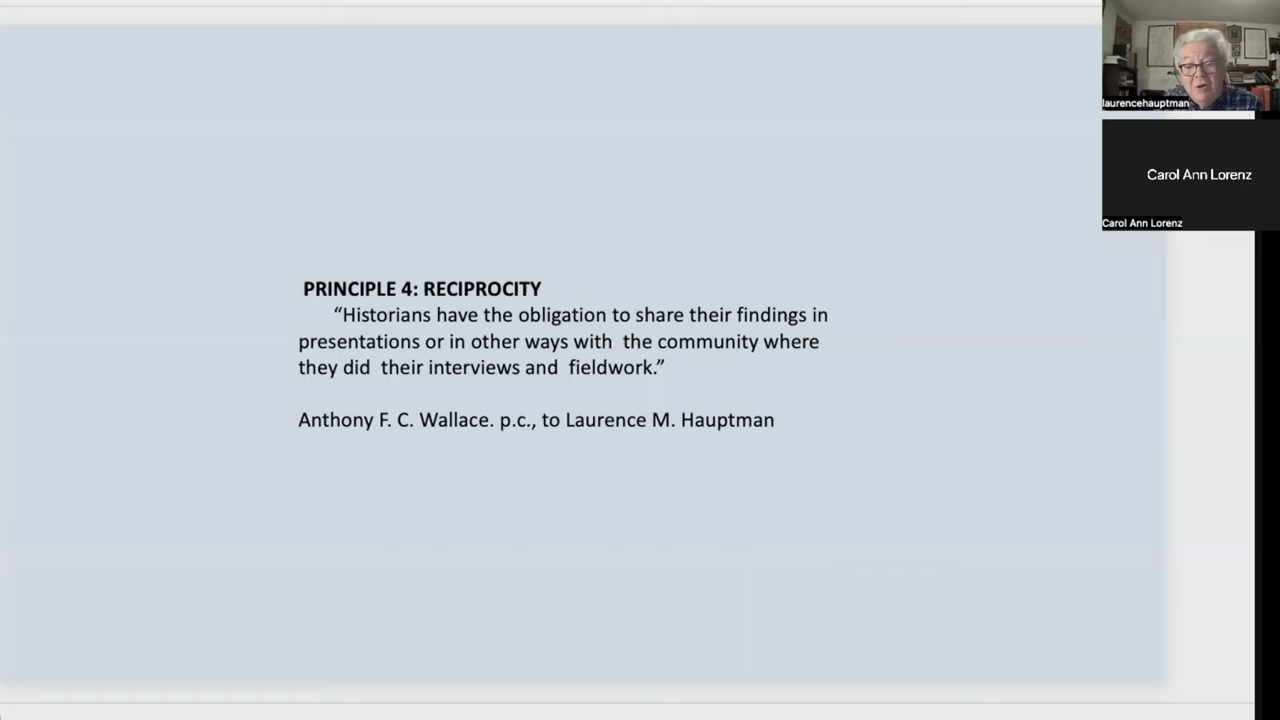 laurencehauptman
Carol Ann Lorenz
Carol Ann Lorenz
PRINCIPLE 4: RECIPROCITY
“Historians have the obligation to share their findings in
presentations or in other ways with the community where
they did their interviews and fieldwork.”
Anthony F. C. Wallace. p.c., to Laurence M. Hauptman